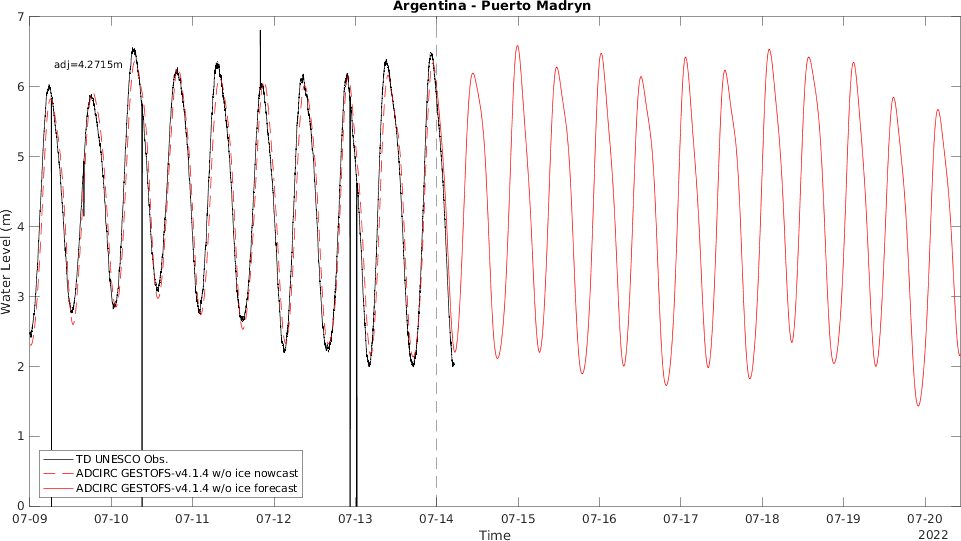 Argentina - Puerto Madryn
7
adj=4.2715m
6
5
4
3
2
1
0
Water Level (m)
TD UNESCO Obs.
ADCIRC GESTOFS-v4.1.4 w/o ice nowcast
ADCIRC GESTOFS-v4.1.4 w/o ice forecast
07-09 07-10 07-11 07-12 07-13 07-14 07-15 07-16 07-17 07-18 07-19 07-20
Time
2022